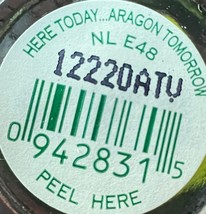 HERE TODAY...ARAGON TOMORROW
NL E48
12220ATV
0 942831 5
PEEL HERE